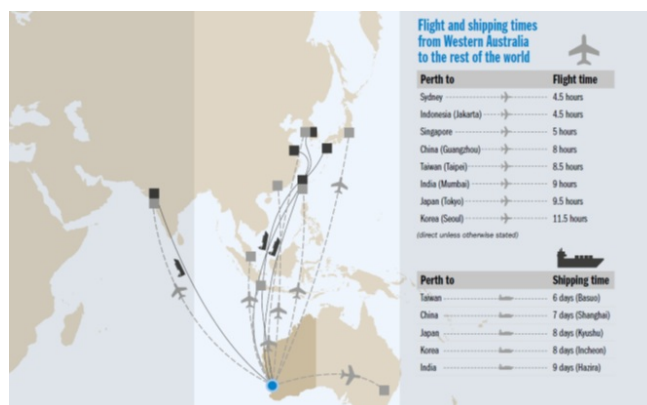 Flight and shipping times
from Western Australia
to the rest of the world
Perth to Flight time
Sydney 4.5 hours
Indonesia (Jakarta) 4.5 hours
Singapore 5 hours
China (Guangzhou) 8 hours
Taiwan (Taipei) 8.5 hours
India (Mumbai) 9 hours
Japan (Tokyo) 9.5 hours
Korea (Seoul) 11.5 hours
(direct unless otherwise stated)
Perth to Shipping time
Taiwan 6 days (Basuo)
China 7 days (Shanghai)
Japan 8 days (Kyushu)
Korea 8 days (Incheon)
India 9 days (Hazira)